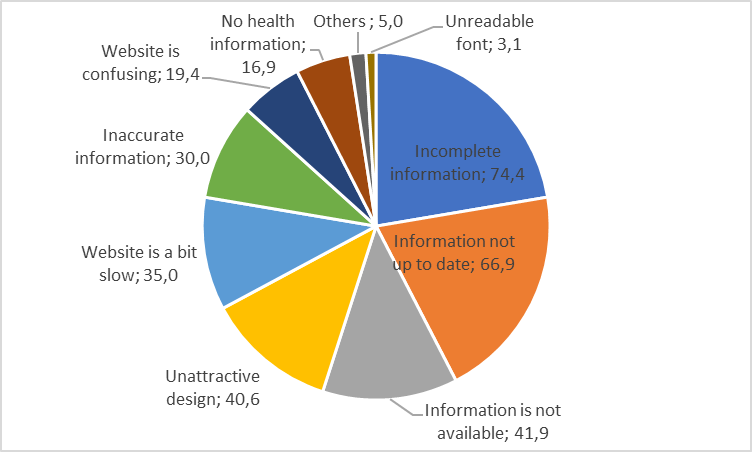 No health
information;
16,9
Others ; 5,0
Unreadable
font; 3,1
Website is
confusing; 19,4
Inaccurate
information; 30,0
Incomplete
information; 74,4
Website is a bit
slow; 35,0
Information not
up to date; 66,9
Unattractive
design; 40,6
Information is not
available; 41,9